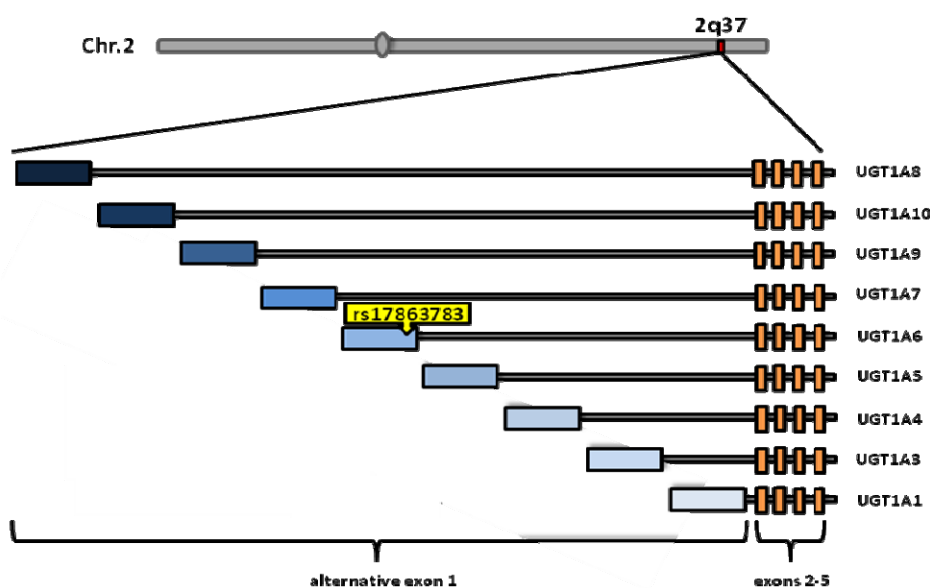 2q37
Chr.2
UGT1A8
UGT1A10
UGT1A9
UGT1A7
rs17863783
UGT1A6
UGT1A5
UGT1A4
UGT1A3
UGT1A1
alternative exon 1
exons 2-5